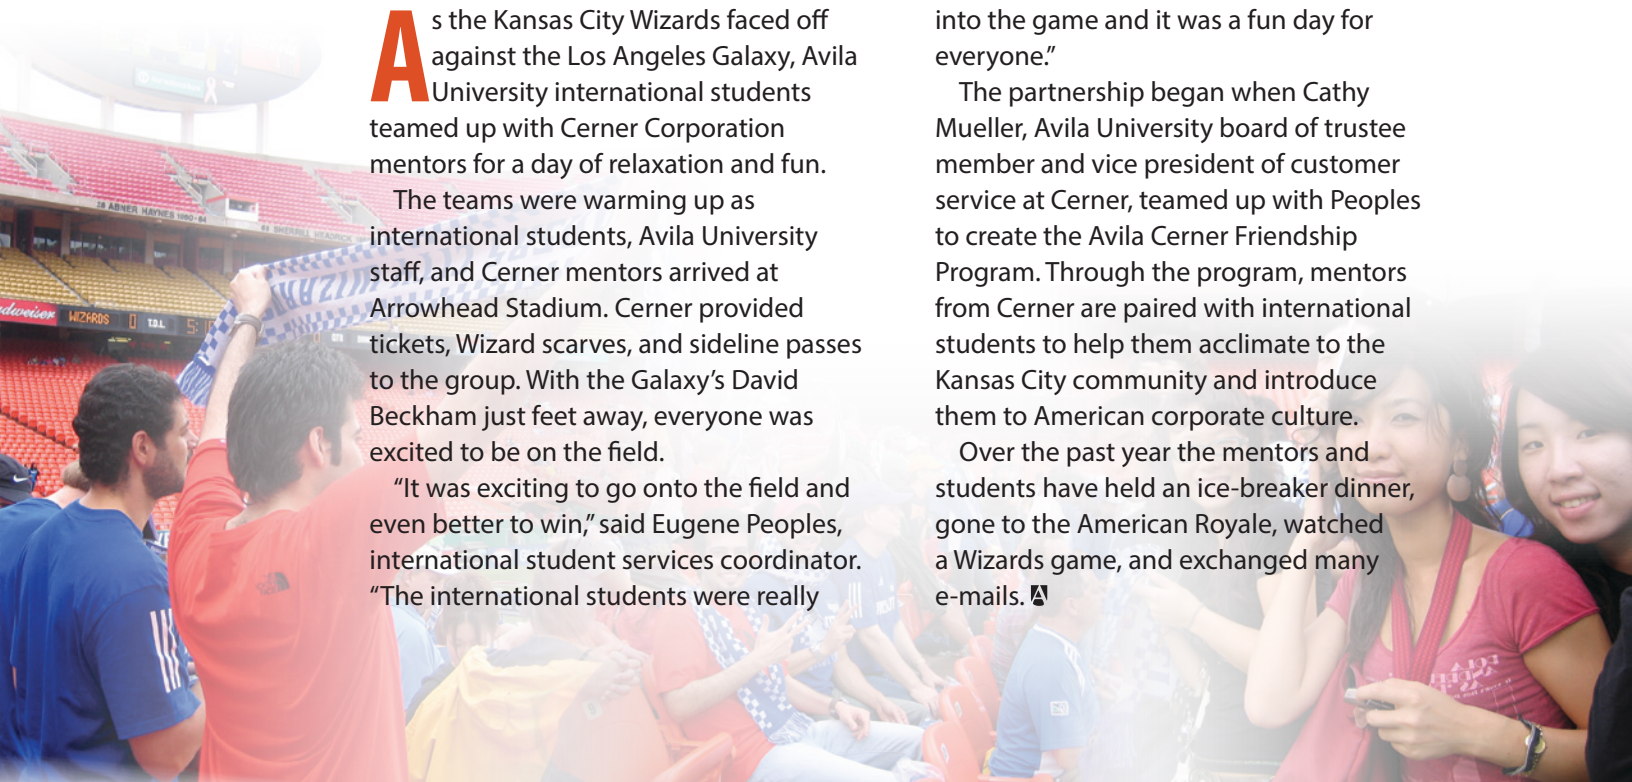 As the Kansas City Wizards faced off
against the Los Angeles Galaxy, Avila
University international students
teamed up with Cerner Corporation
mentors for a day of relaxation and fun.
The teams were warming up as
international students, Avila University
staff, and Cerner mentors arrived at
Arrowhead Stadium. Cerner provided
tickets, Wizard scarves, and sideline passes
to the group. With the Galaxy’s David
Beckham just feet away, everyone was
excited to be on the field.
“It was exciting to go onto the field and
even better to win,” said Eugene Peoples,
international student services coordinator.
“The international students were really
into the game and it was a fun day for
everyone.”
The partnership began when Cathy
Mueller, Avila University board of trustee
member and vice president of customer
service at Cerner, teamed up with Peoples
to create the Avila Cerner Friendship
Program. Through the program, mentors
from Cerner are paired with international
students to help them acclimate to the
Kansas City community and introduce
them to American corporate culture.
Over the past year the mentors and
students have held an ice-breaker dinner,
gone to the American Royale, watched
a Wizards game, and exchanged many
e-mails. A
ABNER HAYNES 1960-64
SHERRILL HEADRICK
dweiser
WIZARDS 0 T.O.L. 5: